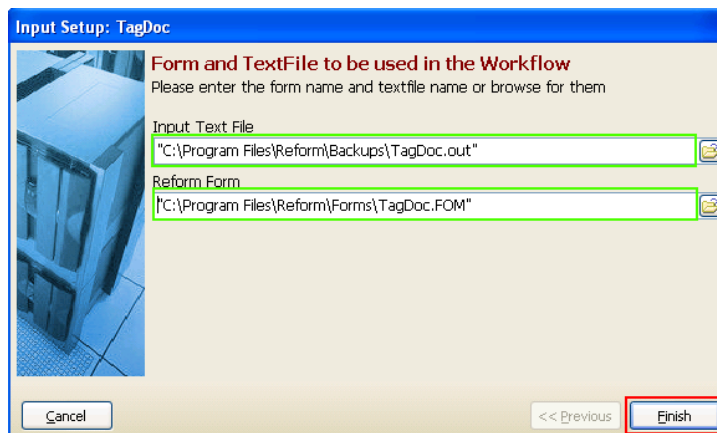 Input Setup: TagDoc
Form and TextFile to be used in the Workflow
Please enter the form name and textfile name or browse for them
Input Text File
"C:\Program Files\Reform\Backups\TagDoc.out"
Reform Form
"C:\Program Files\Reform\Forms\TagDoc.FOM"
Cancel
<< Previous
Finish